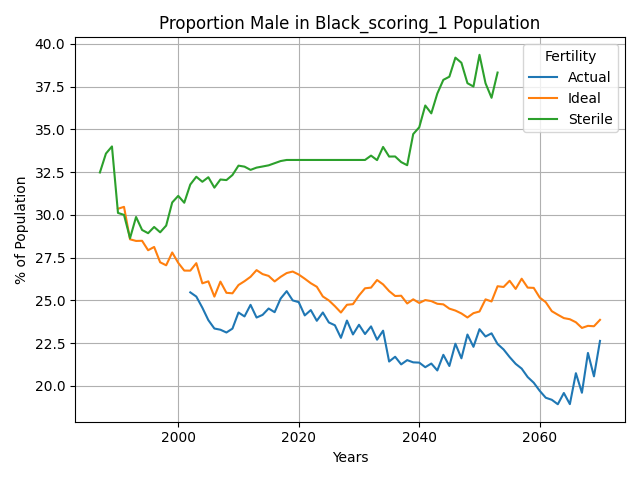 Proportion Male in Black_scoring_1 Population
40.0
37.5
35.0
32.5
30.0
27.5
25.0
22.5
20.0
% of Population
Fertility
Actual
Ideal
Sterile
2000
2020
2040
2060
Years